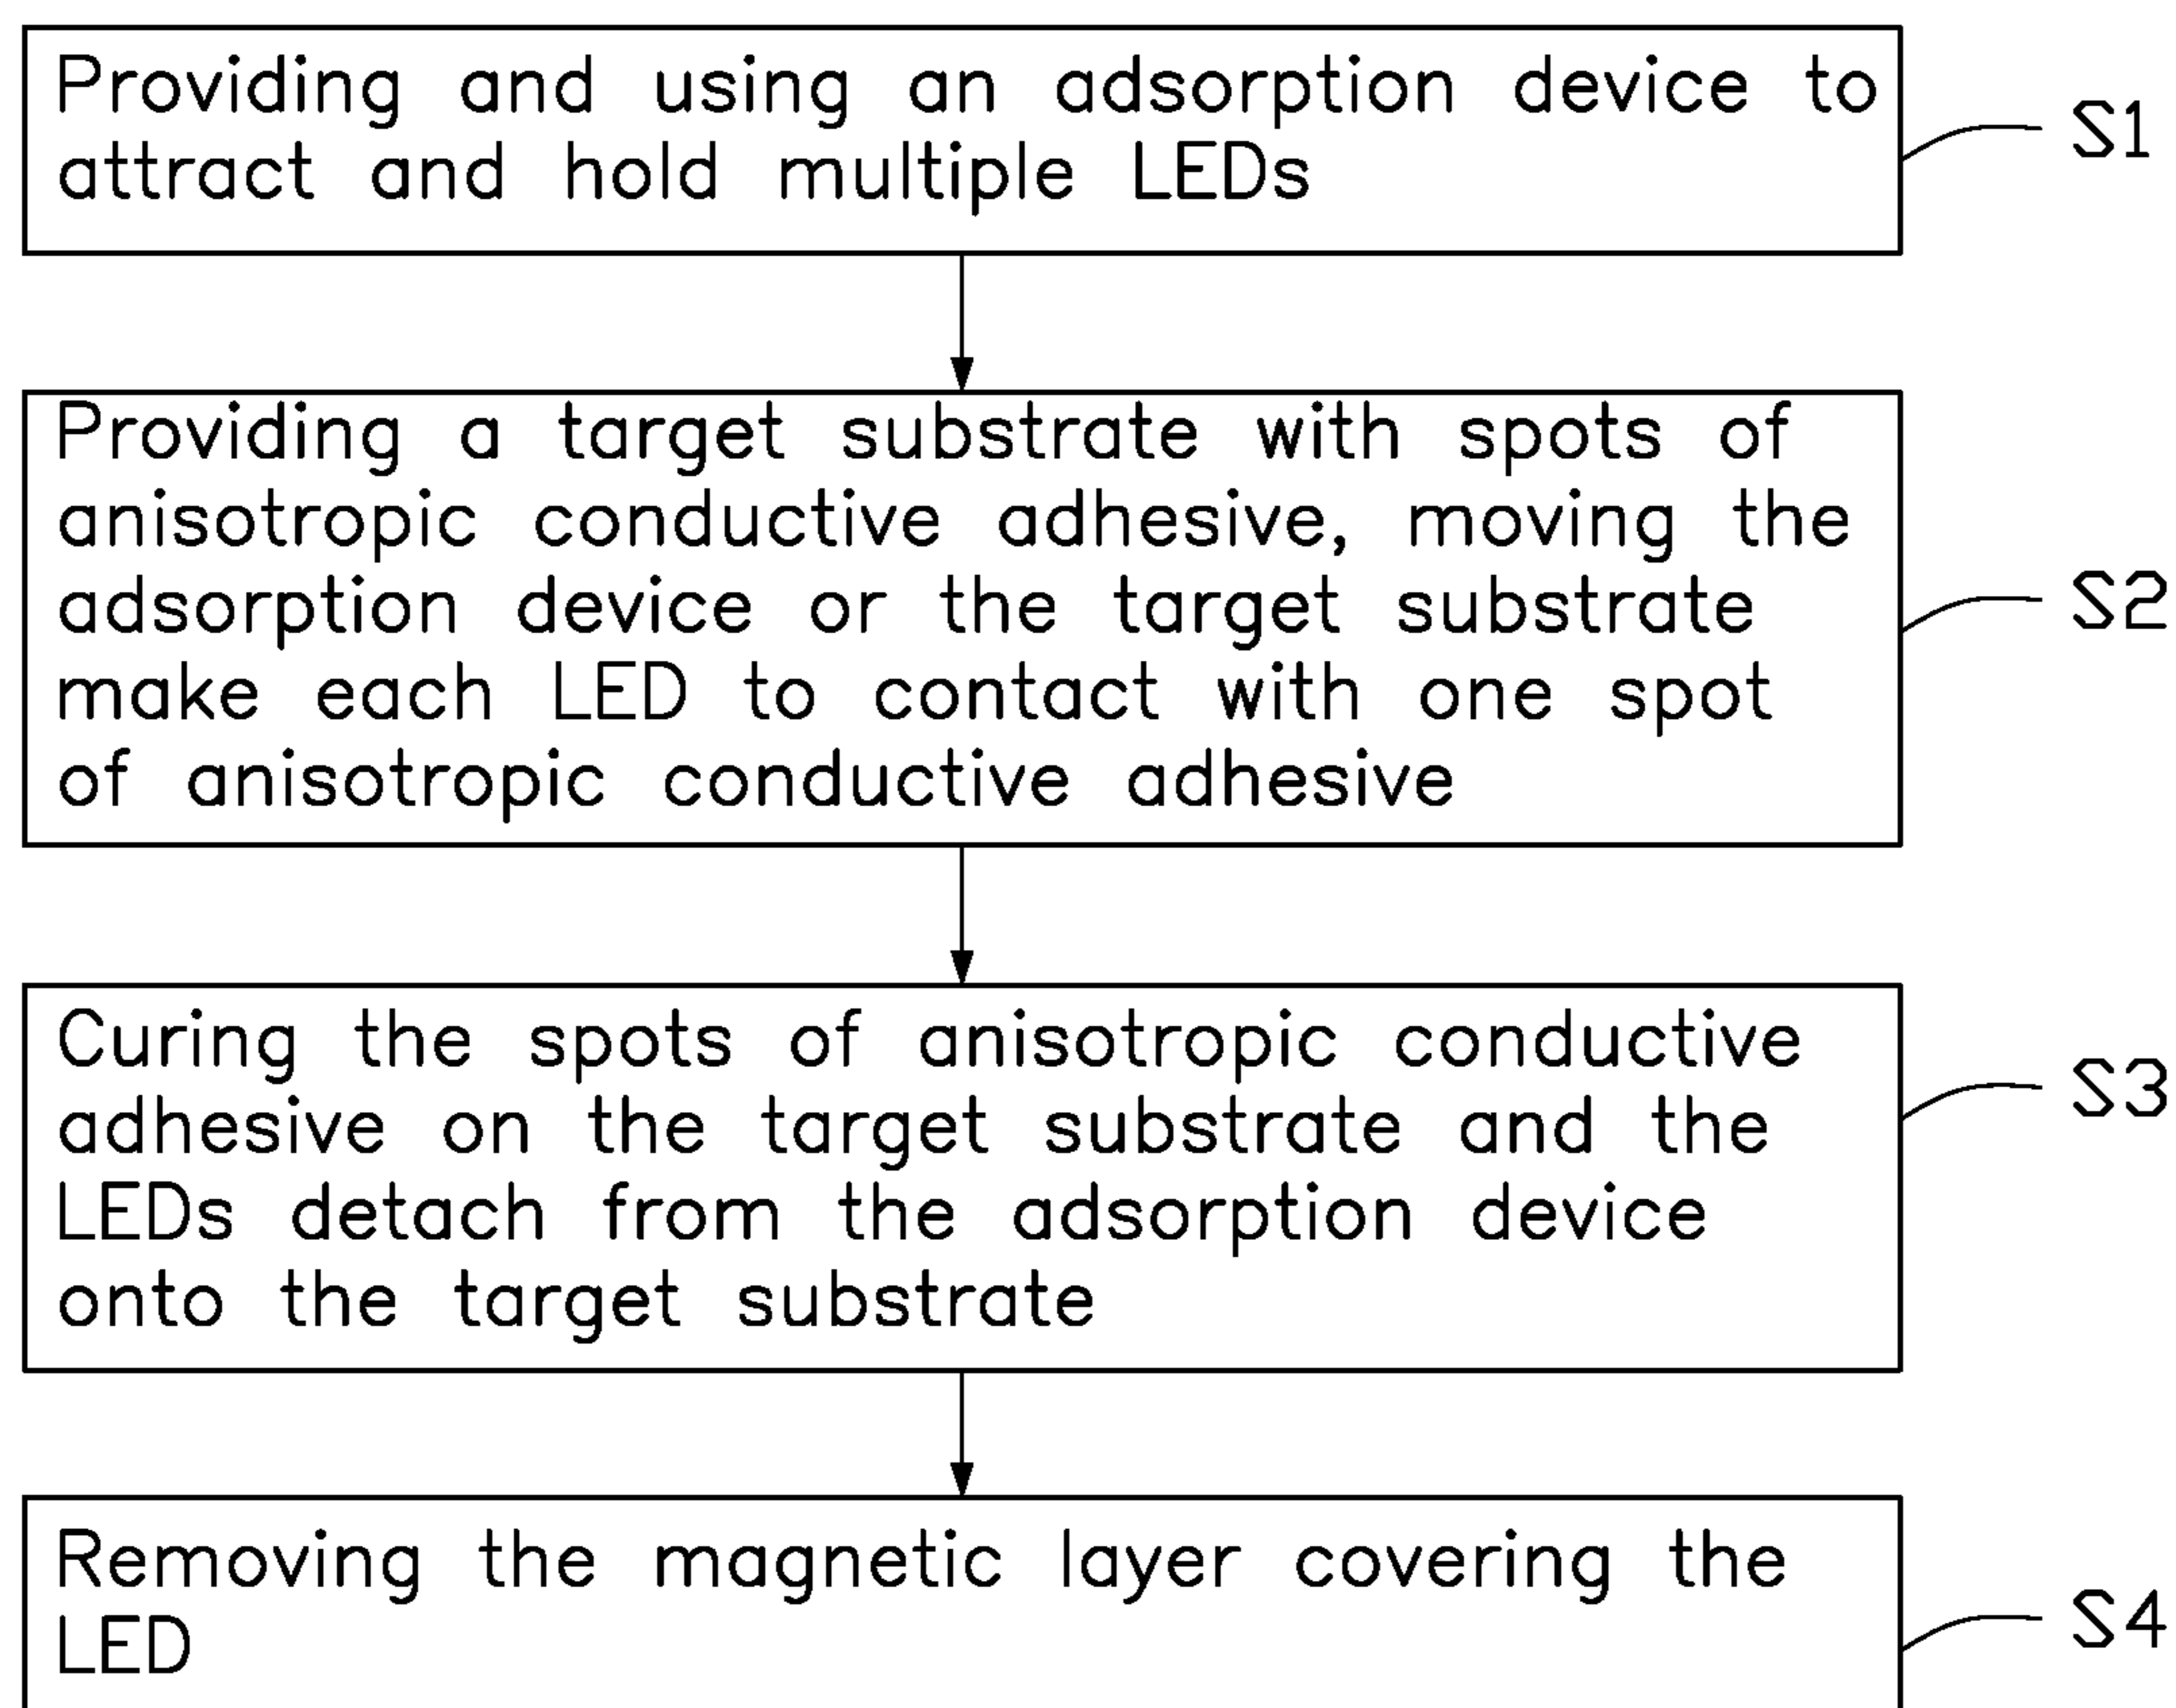 Providing and using an adsorption device to
attract and hold multiple LEDs
S1
Providing a target substrate with spots of
anisotropic conductive adhesive, moving the
adsorption device or the target substrate
make each LED to contact with one spot
of anisotropic conductive adhesive
S2
Curing the spots of anisotropic conductive
adhesive on the target substrate and the
LEDs detach from the adsorption device
onto the target substrate
S3
Removing the magnetic layer covering the
LED
S4